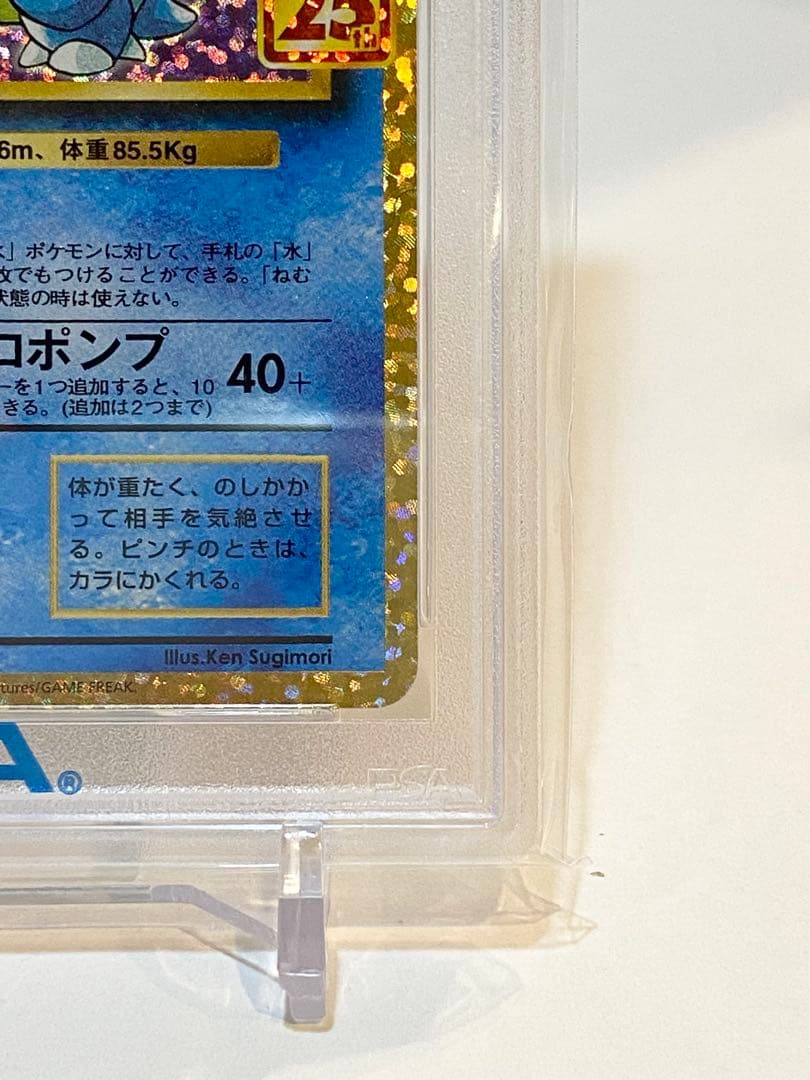 25
TH
6m、体重85.5Kg
」ポケモンに対して、手札の「水」
枚でもつけることができる。「ねむ
状態の時は使えない。
ロポンプ
40+
ーを1つ追加すると、10
きる。(追加は2つまで)
体が重たく、のしかか
って相手を気絶させ
る。ピンチのときは、
カラにかくれる。
Illus.Ken Sugimori
tures/GAME FREAK.
A®
PSA